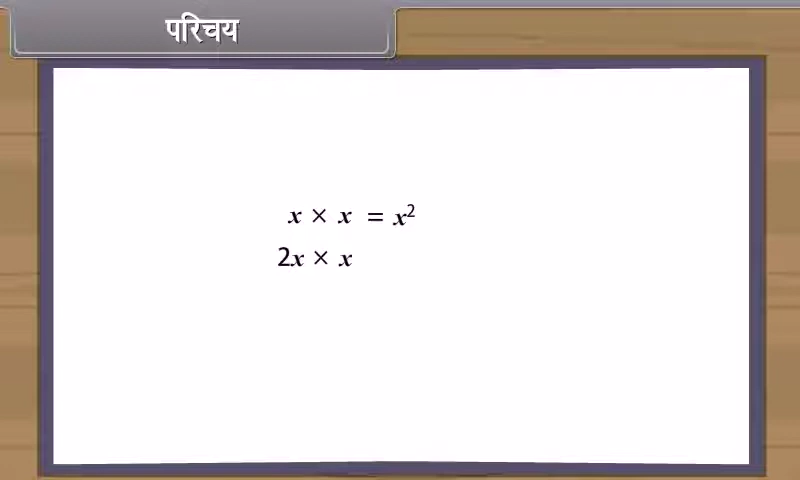 परिचय
x × x = x²
2x × x